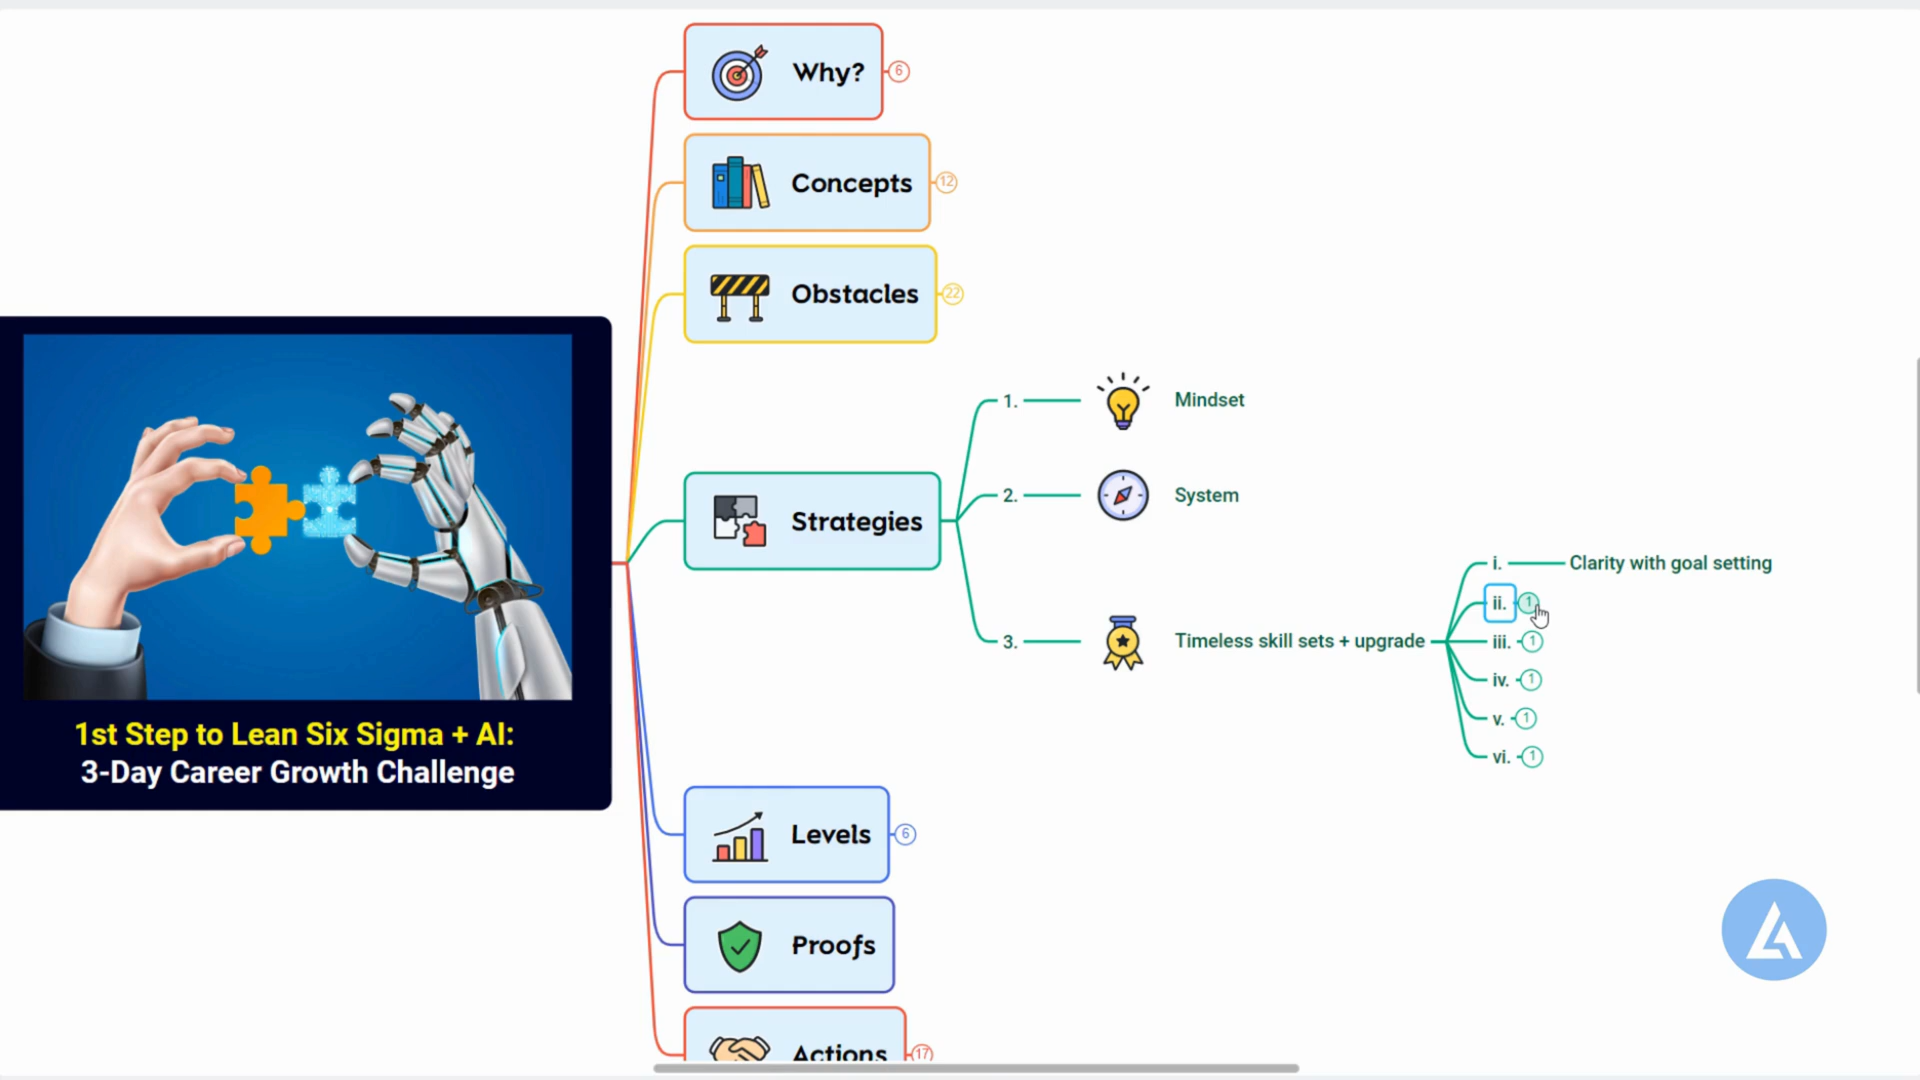 Why? 6
Concepts 12
Obstacles 22
1. Mindset
2. System
Strategies
i. Clarity with goal setting
ii. 1
3. Timeless skill sets + upgrade
iii. 1
iv. 1
v. 1
vi. 1
1st Step to Lean Six Sigma + AI:
3-Day Career Growth Challenge
Levels 6
Proofs
Actions 17